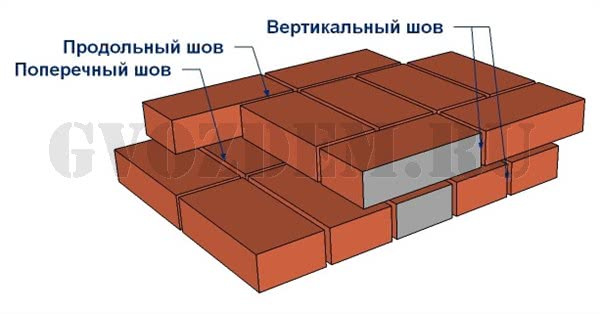 Вертикальный шов
Продольный шов
Поперечный шов
GVOZDEM.RU